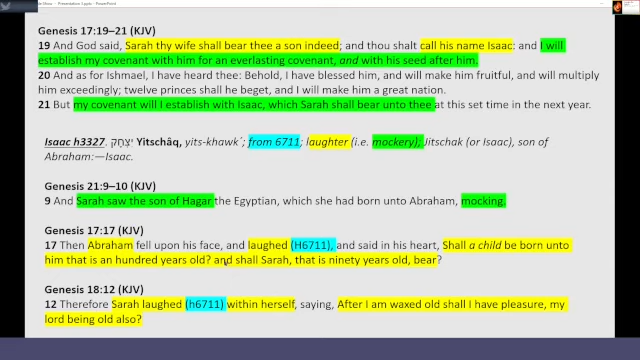 Presentation 3.pptx - PowerPoint
Genesis 17:19–21 (KJV)
19 And God said, Sarah thy wife shall bear thee a son indeed; and thou shalt call his name Isaac: and I will
establish my covenant with him for an everlasting covenant, and with his seed after him.
20 And as for Ishmael, I have heard thee: Behold, I have blessed him, and will make him fruitful, and will multiply
him exceedingly; twelve princes shall he beget, and I will make him a great nation.
21 But my covenant will I establish with Isaac, which Sarah shall bear unto thee at this set time in the next year.
Isaac h3327. יִצְחָק Yitschâq, yits-khawk´; from 6711; laughter (i.e. mockery); Jitschak (or Isaac), son of
Abraham:—Isaac.
Genesis 21:9–10 (KJV)
9 And Sarah saw the son of Hagar the Egyptian, which she had born unto Abraham, mocking.
Genesis 17:17 (KJV)
17 Then Abraham fell upon his face, and laughed (H6711), and said in his heart, Shall a child be born unto
him that is an hundred years old? and shall Sarah, that is ninety years old, bear?
Genesis 18:12 (KJV)
12 Therefore Sarah laughed (h6711) within herself, saying, After I am waxed old shall I have pleasure, my
lord being old also?